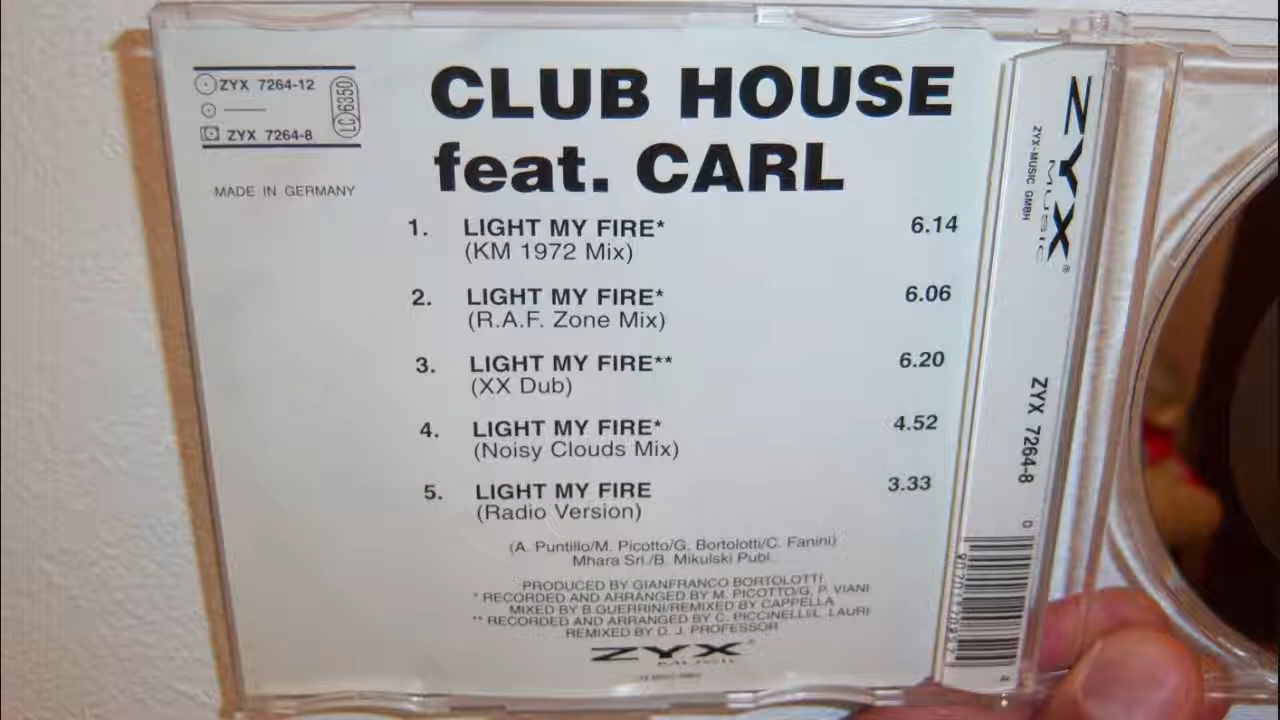 ZYX 7264-12
LC 6350
ZYX 7264-8
MADE IN GERMANY
CLUB HOUSE
feat. CARL
1. LIGHT MY FIRE* 6.14
(KM 1972 Mix)
2. LIGHT MY FIRE* 6.06
(R.A.F. Zone Mix)
3. LIGHT MY FIRE** 6.20
(XX Dub)
4. LIGHT MY FIRE* 4.52
(Noisy Clouds Mix)
5. LIGHT MY FIRE 3.33
(Radio Version)
(A. Puntillo/M. Picotto/G. Bortolotti/C. Fanini)
Mhara Srl./B. Mikulski Publ.
PRODUCED BY GIANFRANCO BORTOLOTTI
* RECORDED AND ARRANGED BY M. PICOTTO/G. P. VIANI
MIXED BY B.GUERRINI/REMIXED BY CAPPELLA
** RECORDED AND ARRANGED BY C. PICCINELLI/L. LAURI
REMIXED BY D. J. PROFESSOR
ZYX
MUSIC
ZYX
MUSIC ®
ZYX-MUSIC GMBH
ZYX 7264-8
0